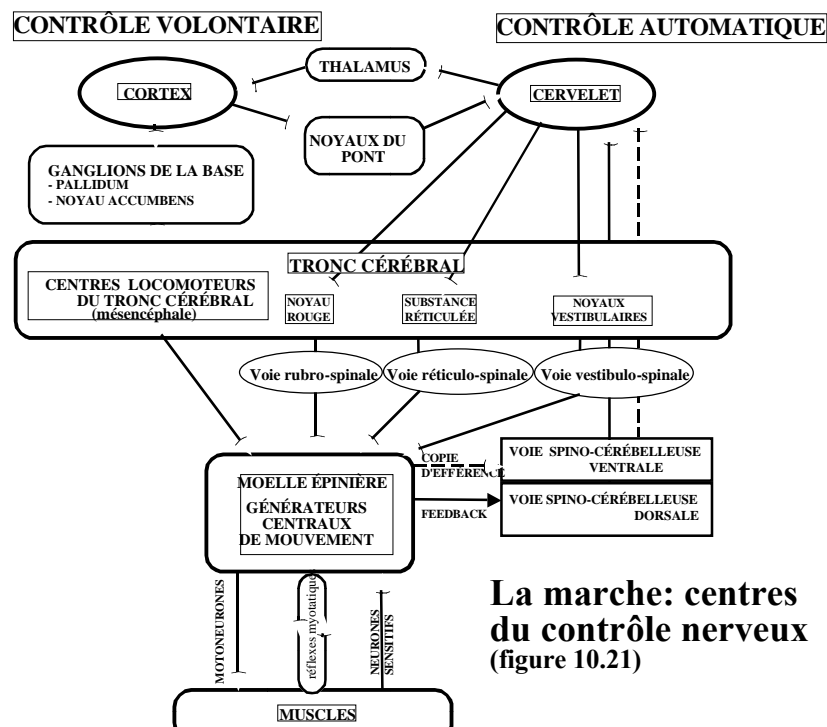 CONTRÔLE VOLONTAIRE
CONTRÔLE AUTOMATIQUE
THALAMUS
CORTEX
CERVELET
NOYAUX DU
PONT
GANGLIONS DE LA BASE
- PALLIDUM
- NOYAU ACCUMBENS
TRONC CÉRÉBRAL
CENTRES LOCOMOTEURS
DU TRONC CÉRÉBRAL
(mésencéphale)
NOYAU
ROUGE
SUBSTANCE
RÉTICULÉE
NOYAUX
VESTIBULAIRES
Voie rubro-spinale
Voie réticulo-spinale
Voie vestibulo-spinale
COPIE
D'EFFÉRENCE
VOIE SPINO-CÉRÉBELLEUSE
VENTRALE
MOELLE ÉPINIÈRE
GÉNÉRATEURS
CENTRAUX
DE MOUVEMENT
FEEDBACK
VOIE SPINO-CÉRÉBELLEUSE
DORSALE
MOTONEURONES
réflexes myotatique
NEURONES
SENSITIFS
La marche: centres
du contrôle nerveux
(figure 10.21)
MUSCLES